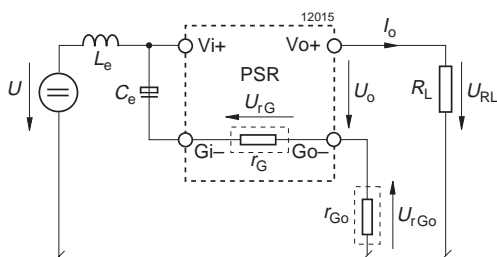 12015
Vi+
Vo+
Io
Le
PSR
U
Ce
Uo
RL
URL
UrG
Gi–
Go–
rG
rGo
UrGo